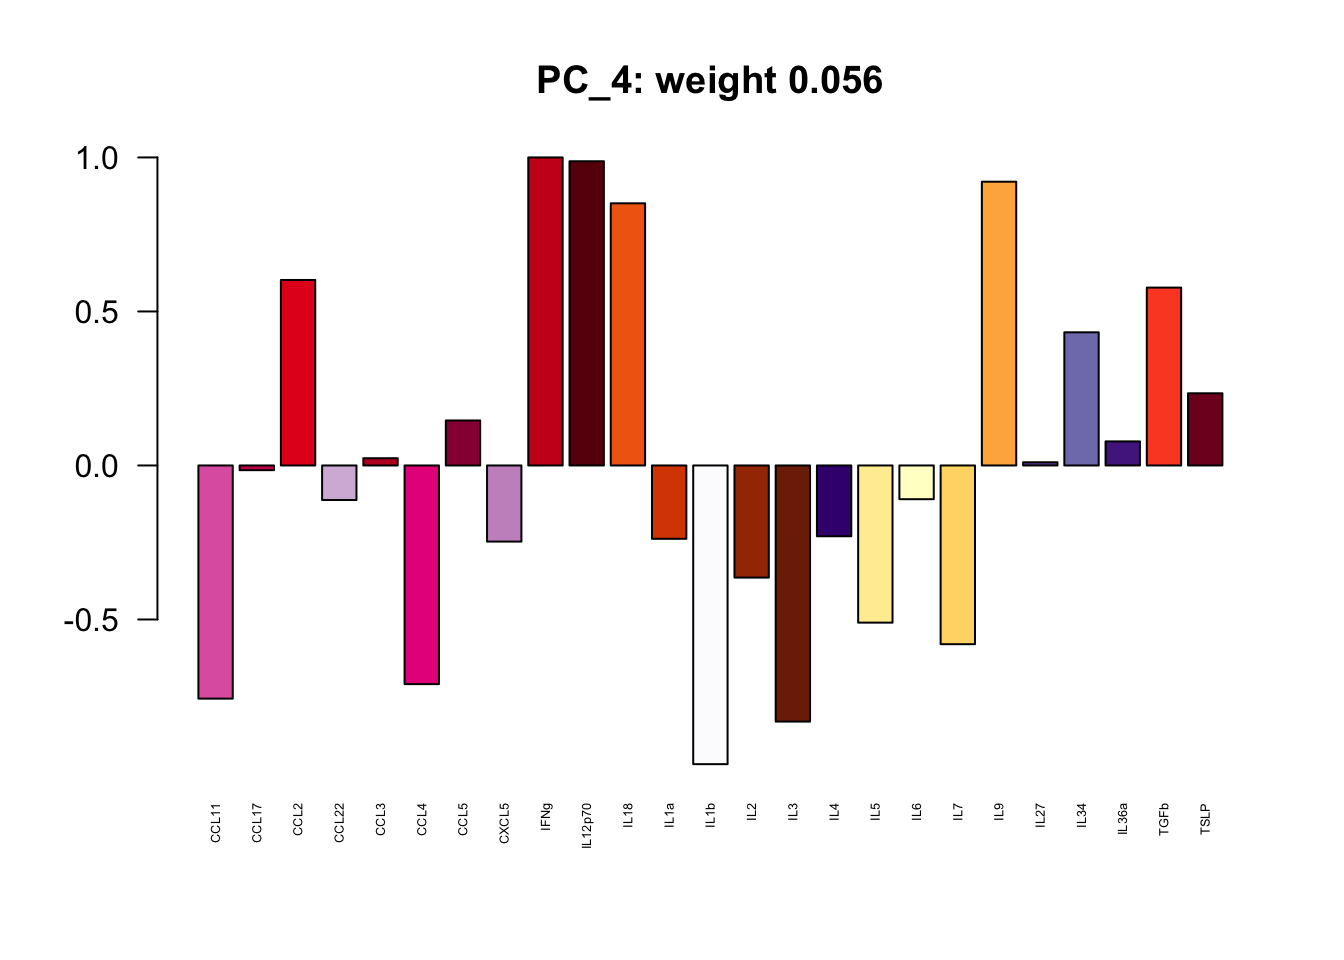 PC_4: weight 0.056
1.0
0.5
0.0
-0.5
CCL11
CCL17
CCL2
CCL22
CCL3
CCL4
CCL5
CXCL5
IFNg
IL12p70
IL18
IL1a
IL1b
IL2
IL3
IL4
IL5
IL6
IL7
IL9
IL27
IL34
IL36a
TGFb
TSLP